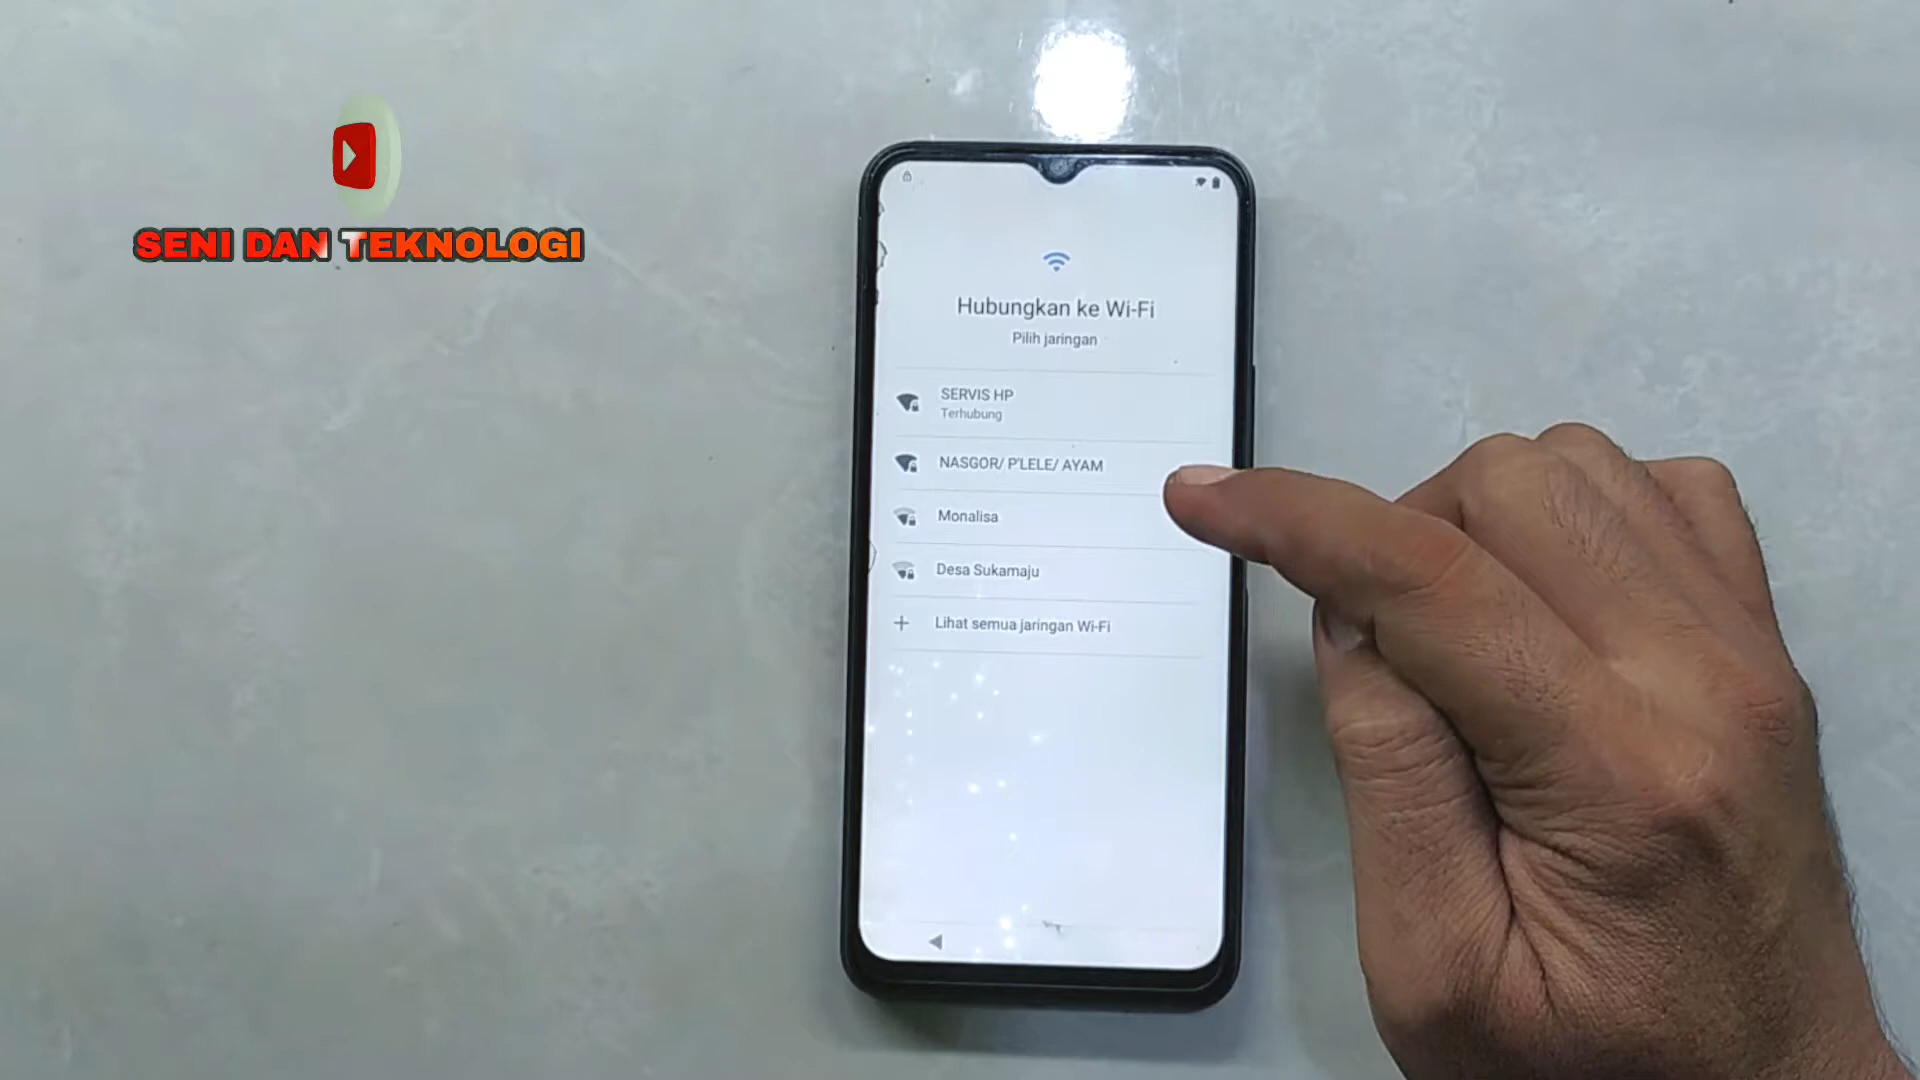 SENI DAN TEKNOLOGI
Hubungkan ke Wi-Fi
Pilih jaringan
SERVIS HP
Terhubung
NASGOR/ P'LELE/ AYAM
Monalisa
Desa Sukamaju
Lihat semua jaringan Wi-Fi